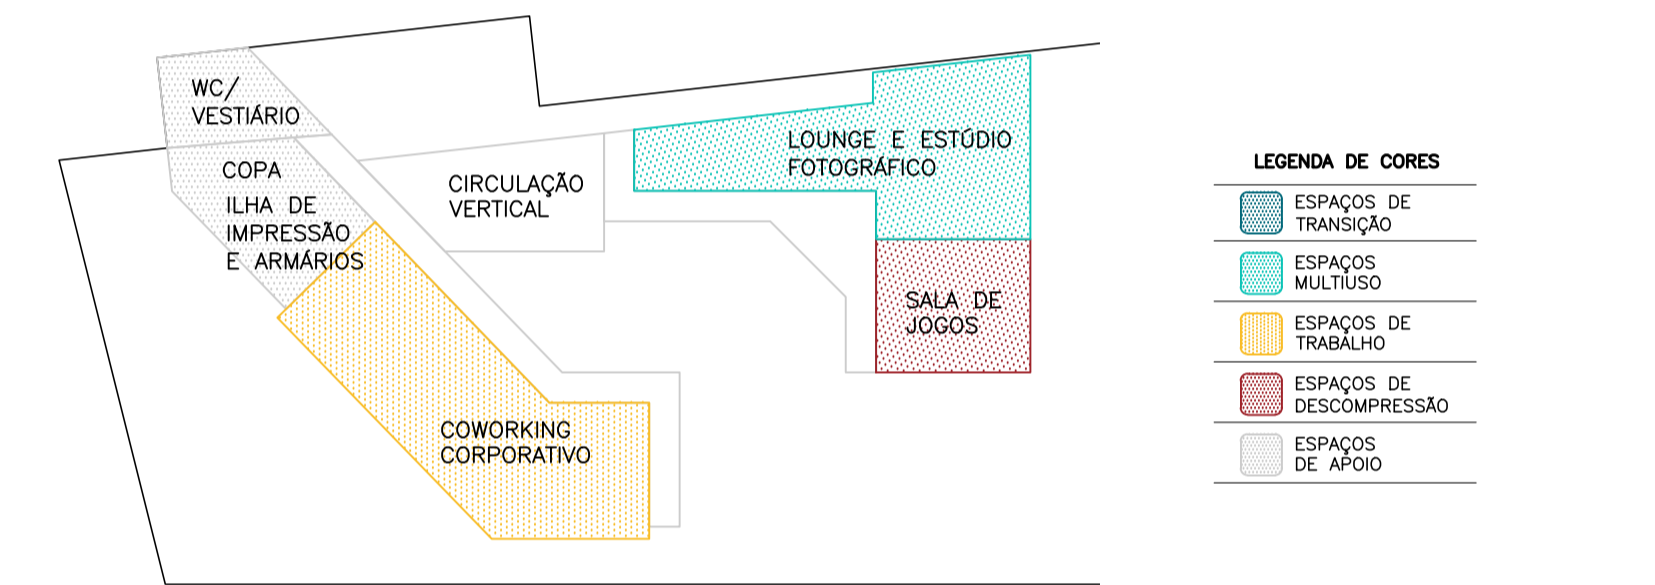 WC/
VESTIÁRIO
COPA
ILHA DE
IMPRESSÃO
E ARMÁRIOS
CIRCULAÇÃO
VERTICAL
LOUNGE E ESTÚDIO
FOTOGRÁFICO
SALA DE
JOGOS
COWORKING
CORPORATIVO
LEGENDA DE CORES
ESPAÇOS DE
TRANSIÇÃO
ESPAÇOS
MULTIUSO
ESPAÇOS DE
TRABALHO
ESPAÇOS DE
DESCOMPRESSÃO
ESPAÇOS
DE APOIO